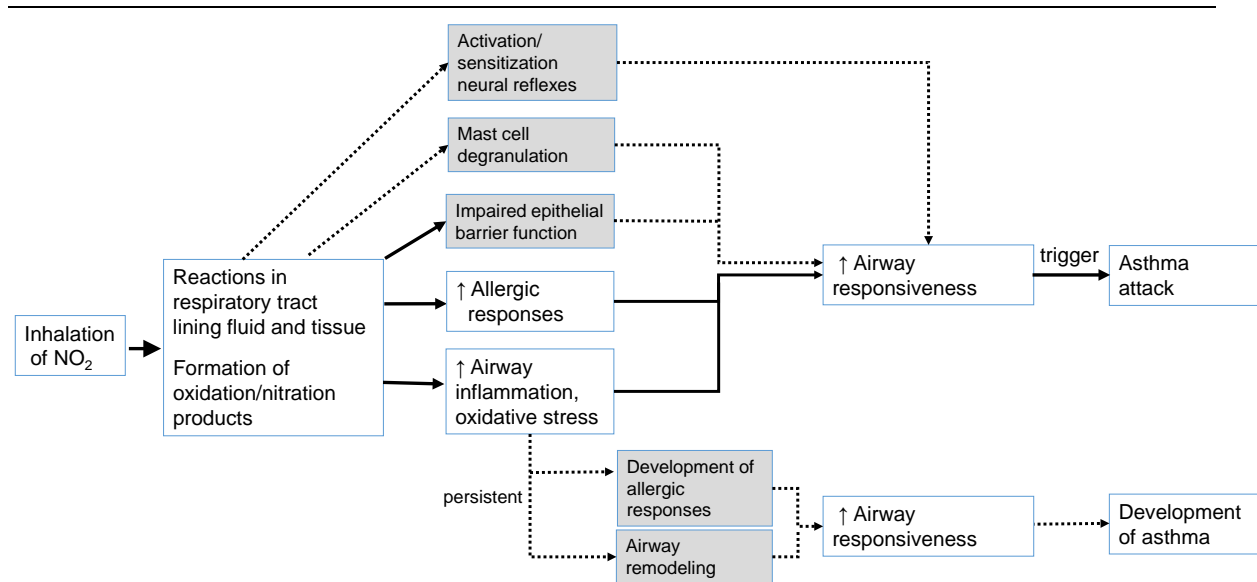 Activation/
sensitization
neural reflexes
Mast cell
degranulation
Impaired epithelial
barrier function
Reactions in
respiratory tract
lining fluid and tissue
Formation of
oxidation/nitration
products
Inhalation
of NO₂
↑ Allergic
responses
↑ Airway
inflammation,
oxidative stress
↑ Airway
responsiveness
trigger
Asthma
attack
persistent
Development of
allergic
responses
Airway
remodeling
↑ Airway
responsiveness
Development
of asthma